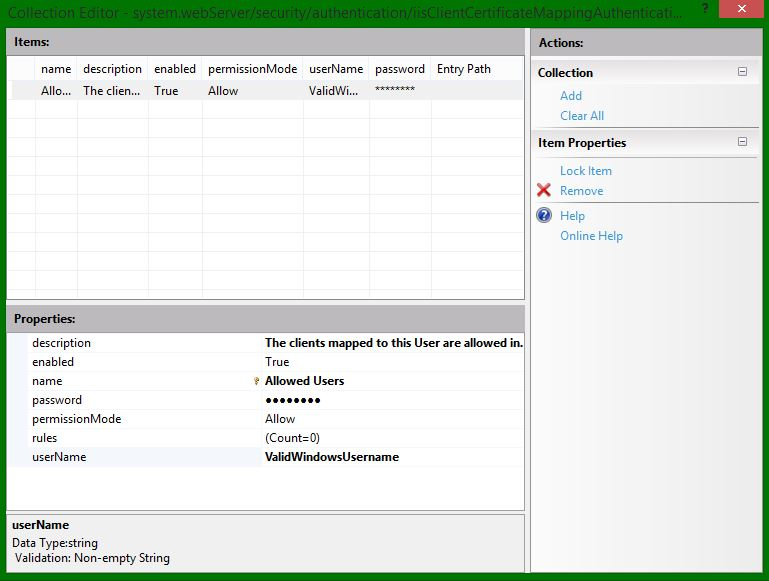 Collection Editor - system.webServer/security/authentication/iisClientCertificateMappingAuthenticati... ?
Items:
name description enabled permissionMode userName password Entry Path
Allo... The clien... True Allow ValidWi... ********
Properties:
description The clients mapped to this User are allowed in.
enabled True
name Allowed Users
password ●●●●●●●●
permissionMode Allow
rules (Count=0)
userName ValidWindowsUsername
userName
Data Type:string
Validation: Non-empty String
Actions:
Collection
Add
Clear All
Item Properties
Lock Item
Remove
Help
Online Help